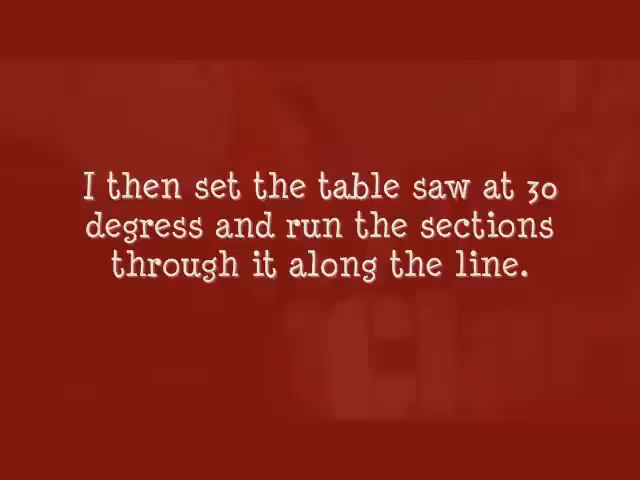 I then set the table saw at 30
degress and run the sections
through it along the line.